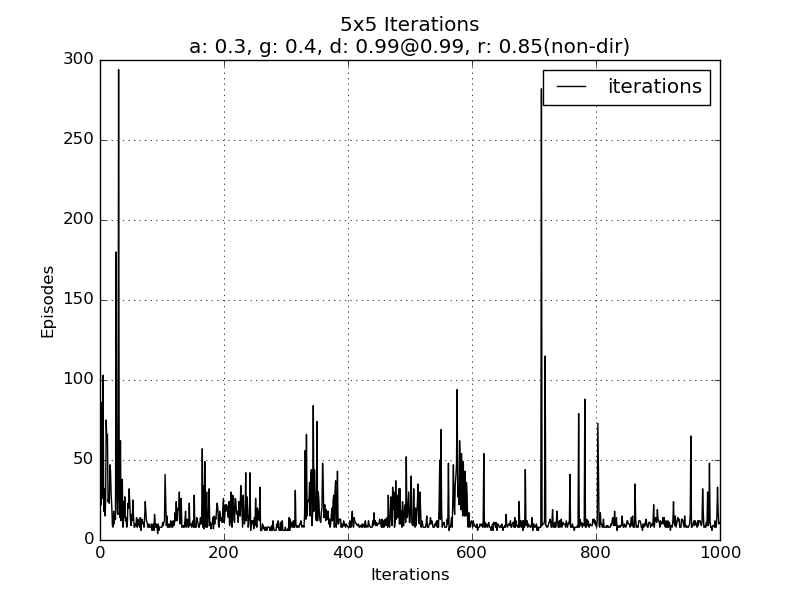 5x5 Iterations
a: 0.3, g: 0.4, d: 0.99@0.99, r: 0.85(non-dir)
iterations
300
250
200
150
100
50
0
Episodes
0 200 400 600 800 1000
Iterations